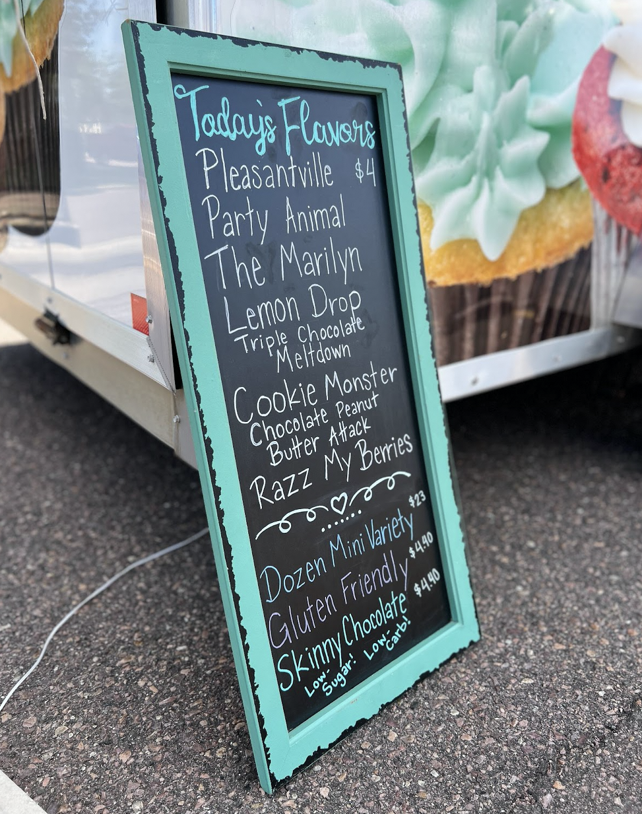 Today's Flavors
Pleasantville $4
Party Animal
The Marilyn
Lemon Drop
Triple Chocolate
Meltdown
Cookie Monster
Chocolate Peanut
Butter Attack
Razz My Berries
Dozen Mini Variety $23
Gluten Friendly $4.90
Skinny Chocolate $4.90
Low-Sugar! Low-Carb!